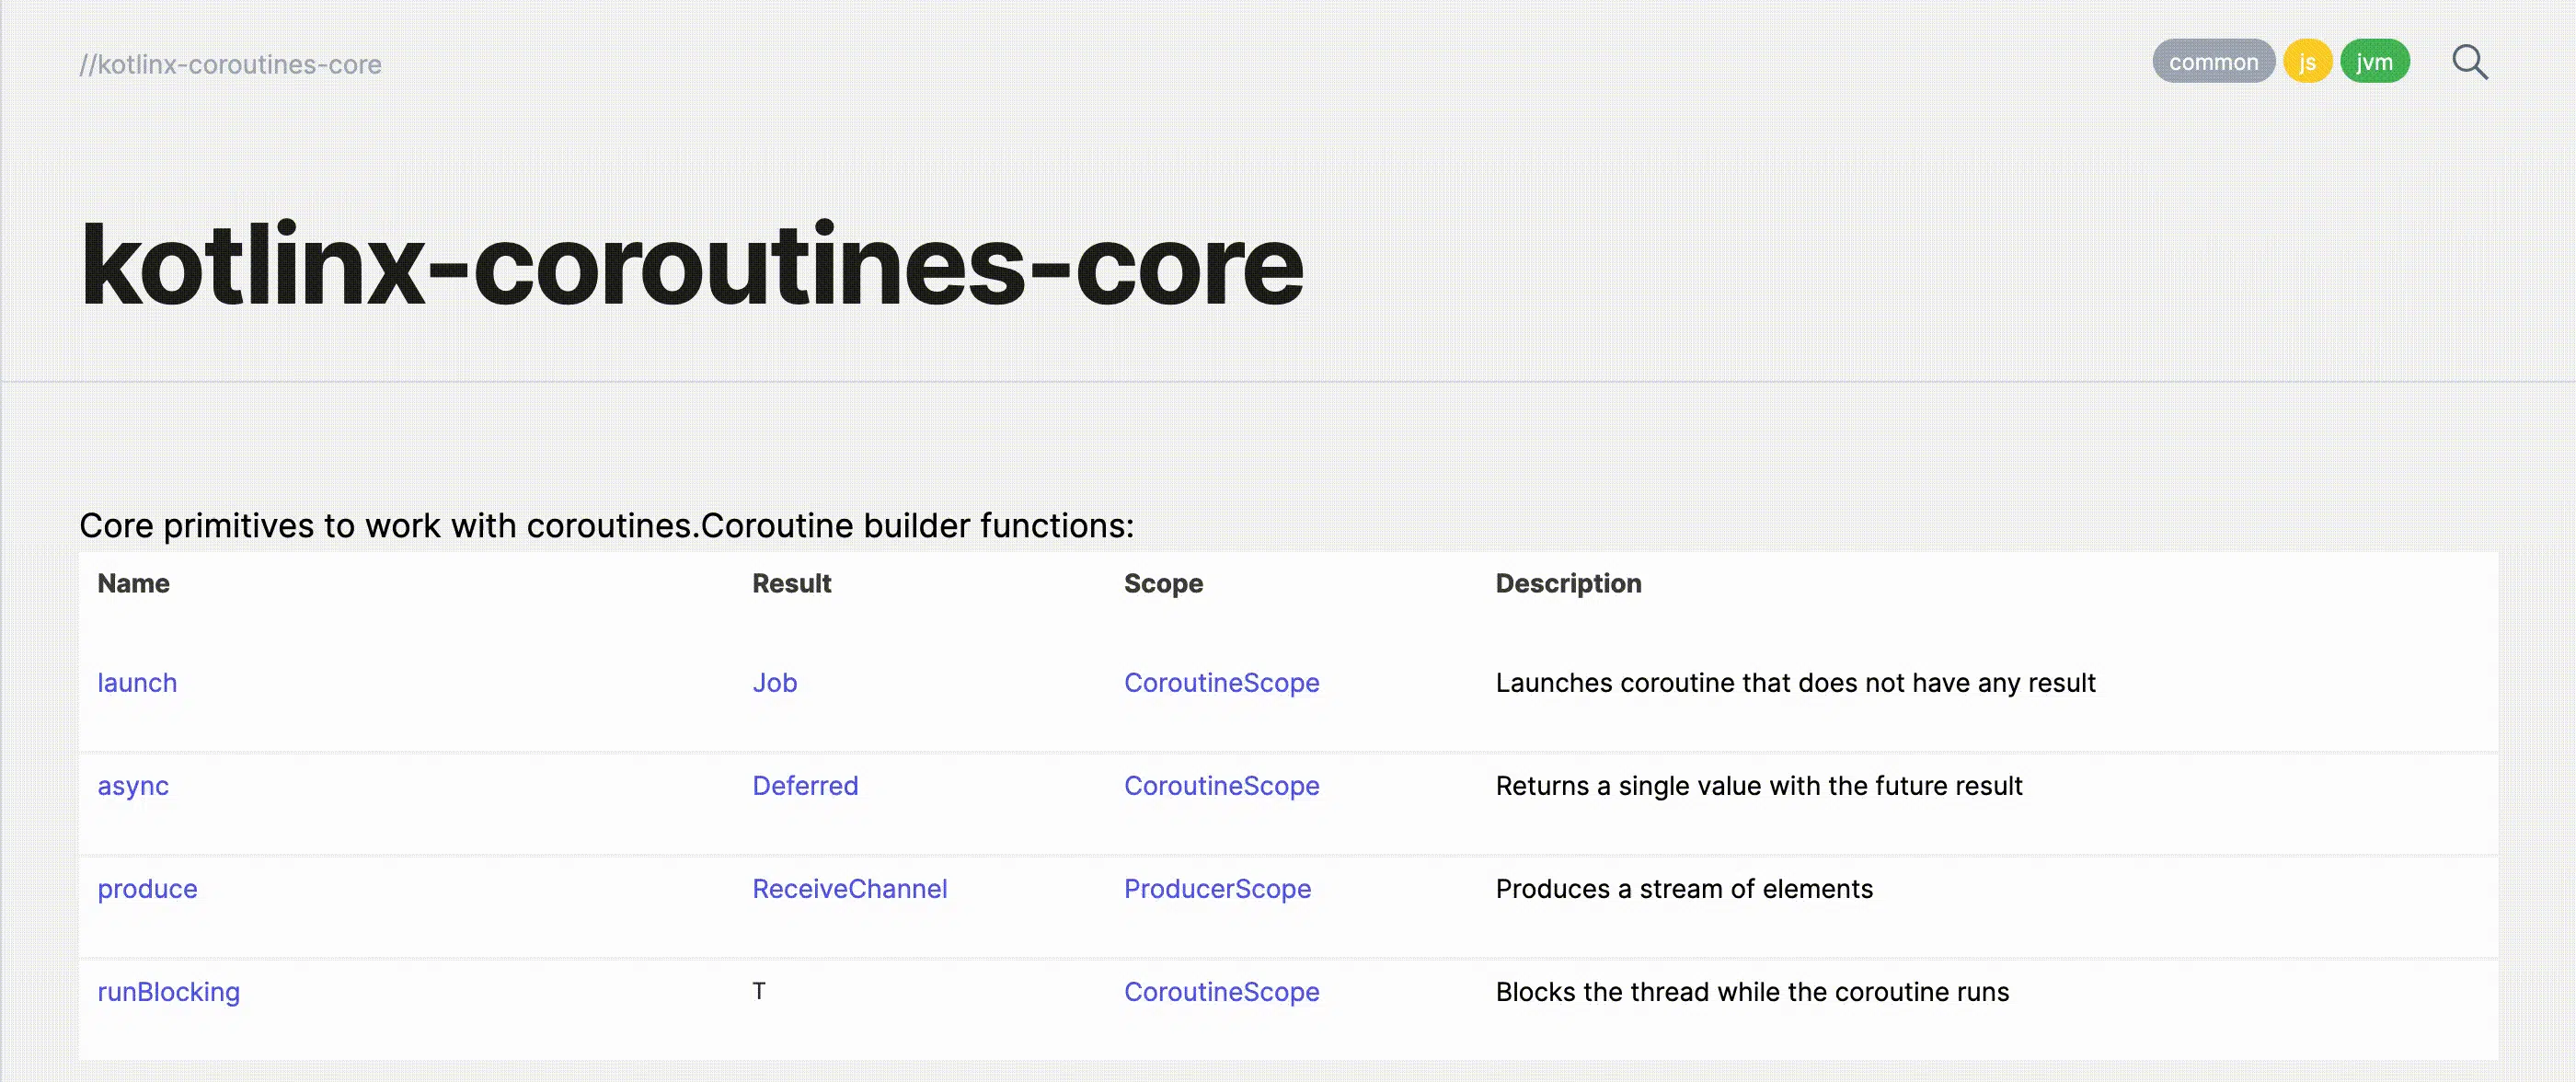 //kotlinx-coroutines-core common js jvm
kotlinx-coroutines-core
Core primitives to work with coroutines.Coroutine builder functions:
Name Result Scope Description
launch Job CoroutineScope Launches coroutine that does not have any result
async Deferred CoroutineScope Returns a single value with the future result
produce ReceiveChannel ProducerScope Produces a stream of elements
runBlocking T CoroutineScope Blocks the thread while the coroutine runs